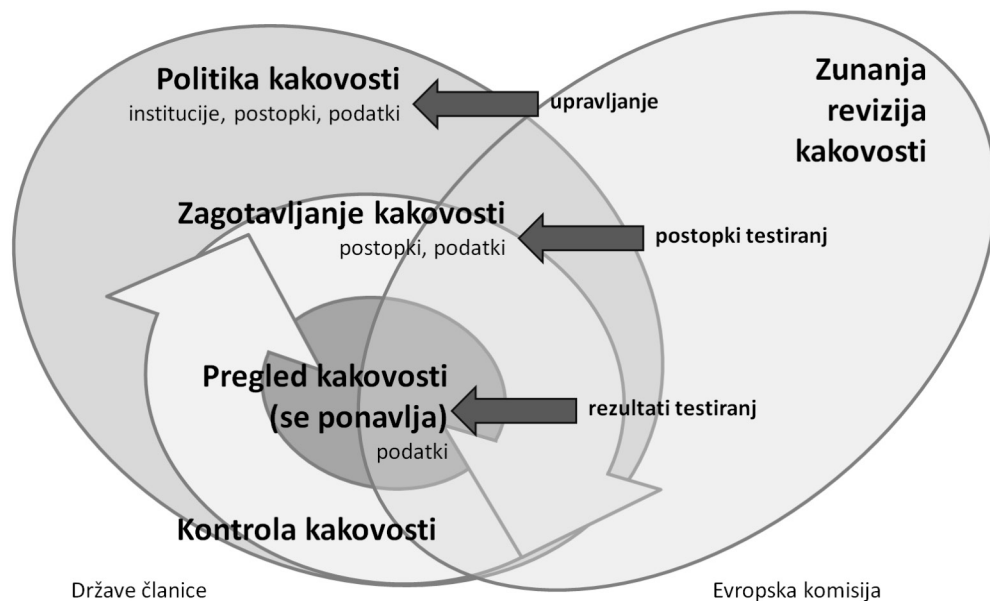 Politika kakovosti
institucije, postopki, podatki
upravljanje
Zunanja
revizija
kakovosti
Zagotavljanje kakovosti
postopki, podatki
postopki testiranj
Pregled kakovosti
(se ponavlja)
podatki
rezultati testiranj
Kontrola kakovosti
Države članice
Evropska komisija